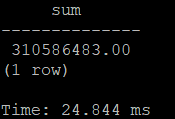 sum
--------------
310586483.00
(1 row)
Time: 24.844 ms